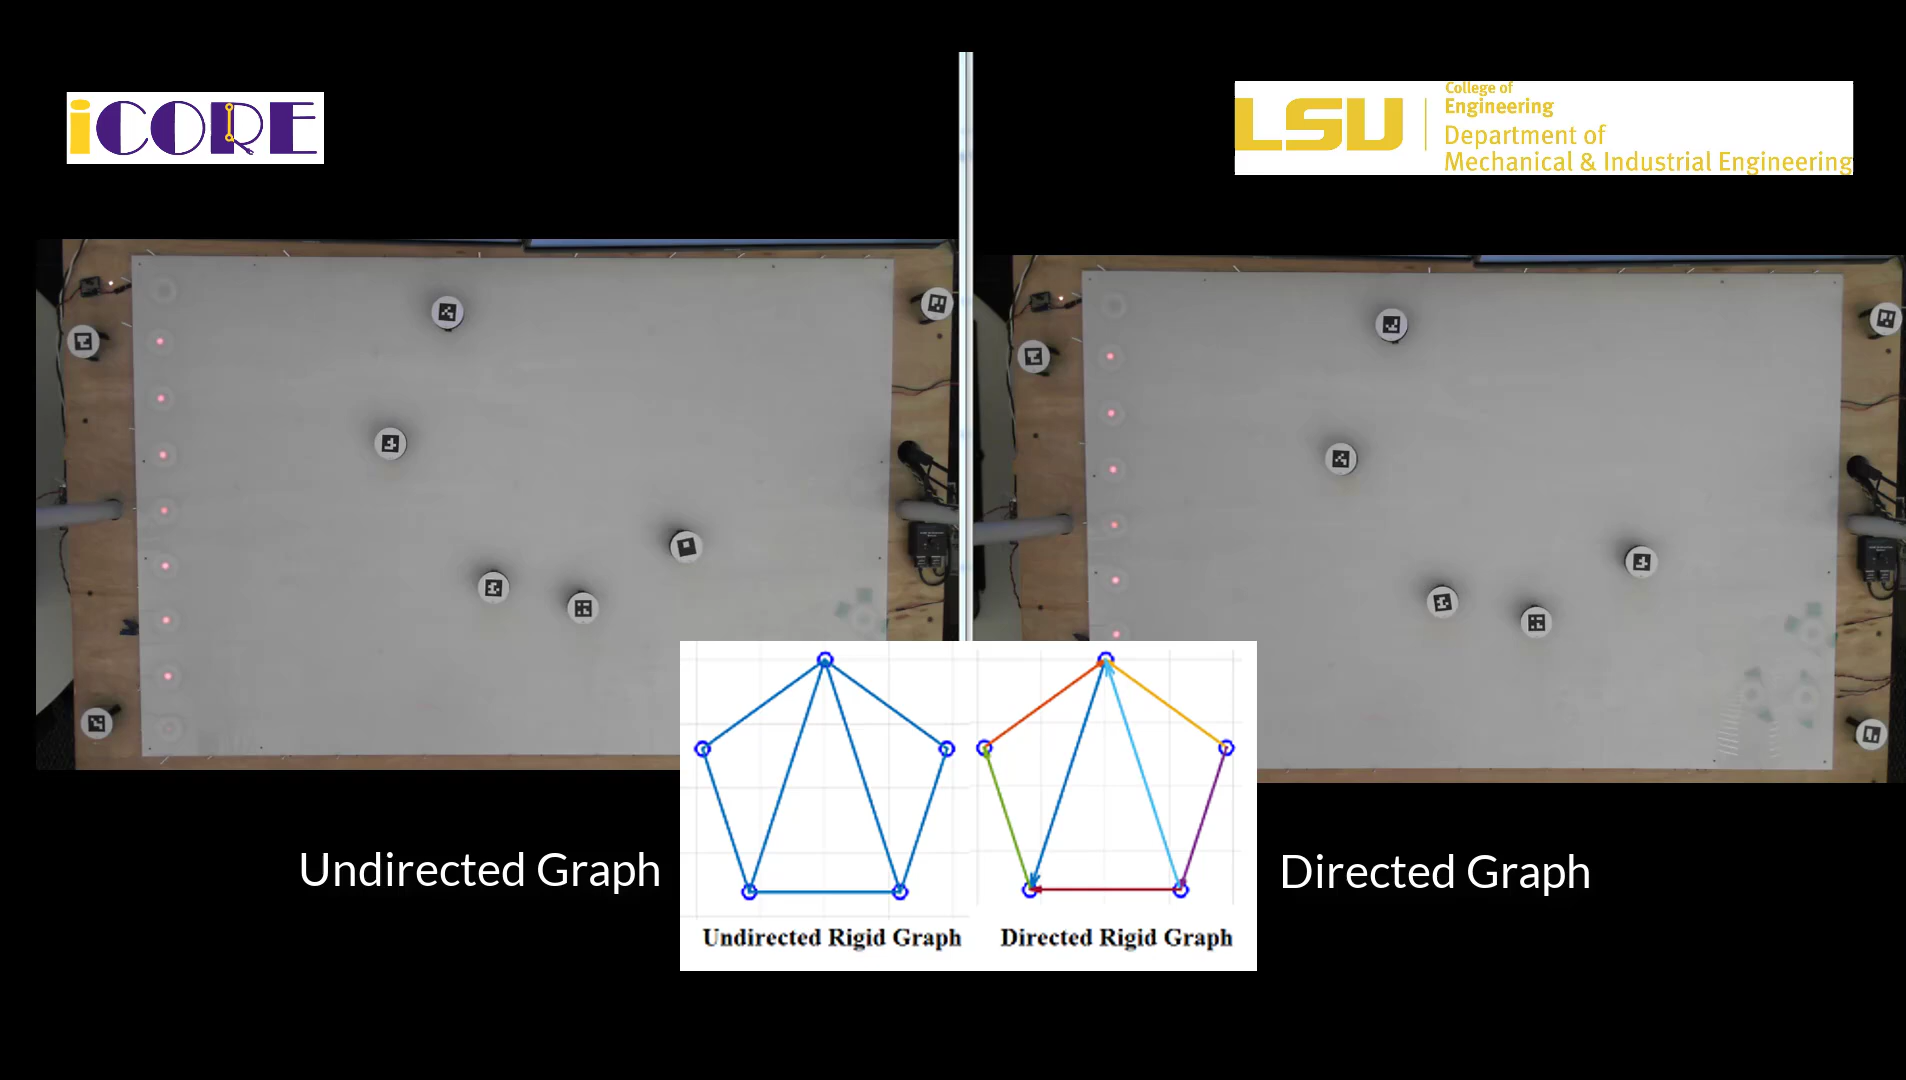 iCORE
LSU
College of
Engineering
Department of
Mechanical & Industrial Engineering
Undirected Graph
Directed Graph
Undirected Rigid Graph
Directed Rigid Graph